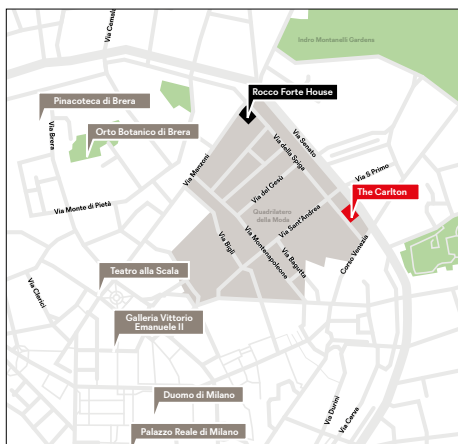 Via Cernaia
Indro Montanelli Gardens
Rocco Forte House
Pinacoteca di Brera
Via Brera
Orto Botanico di Brera
Via Senato
Via della Spiga
Via Manzoni
Via S Primo
Via del Gesù
The Carlton
Via Monte di Pietà
Quadrilatero
della Moda
Via Sant'Andrea
Via Bigli
Via Montenapoleone
Via Bagutta
Corso Venezia
Teatro alla Scala
Via Clerici
Galleria Vittorio
Emanuele II
Duomo di Milano
Via Durini
Via Cerva
Palazzo Reale di Milano